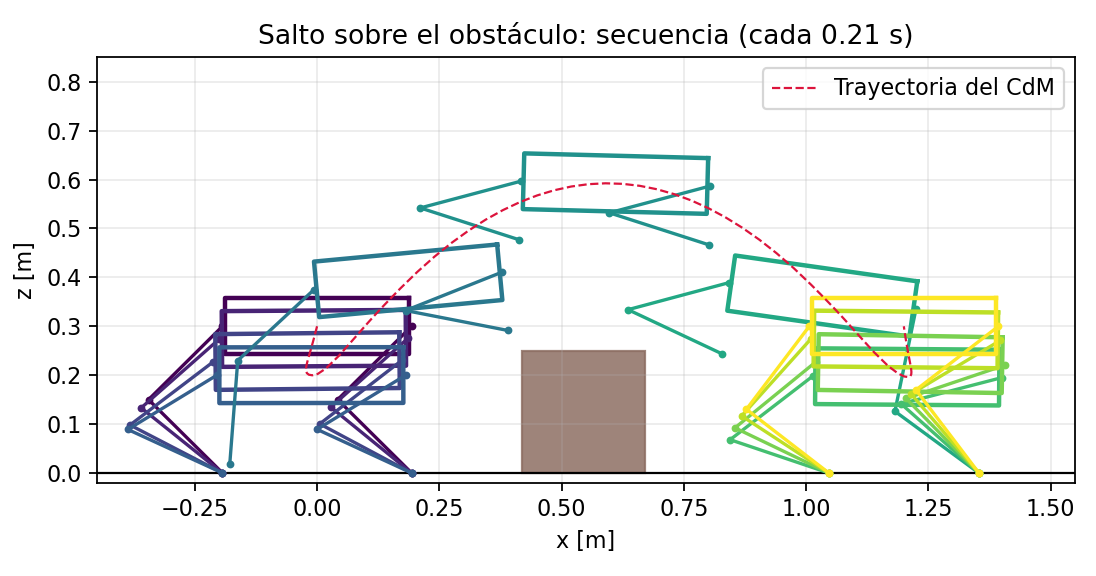 Salto sobre el obstáculo: secuencia (cada 0.21 s)
Trayectoria del CdM
z [m]
0.8
0.7
0.6
0.5
0.4
0.3
0.2
0.1
0.0
−0.25 0.00 0.25 0.50 0.75 1.00 1.25 1.50
x [m]